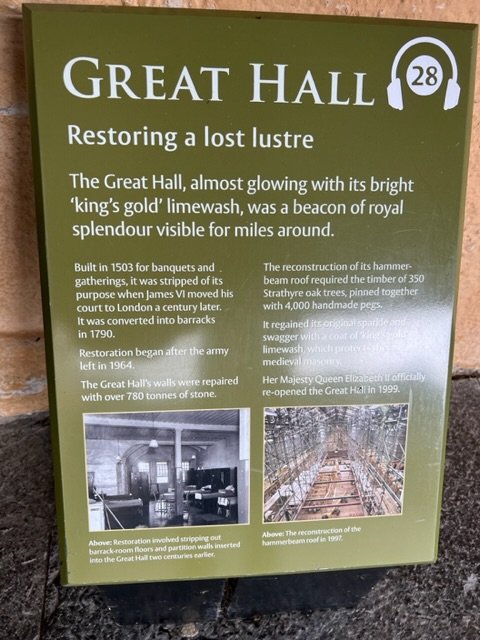 GREAT HALL
28
Restoring a lost lustre
The Great Hall, almost glowing with its bright
‘king’s gold’ limewash, was a beacon of royal
splendour visible for miles around.
Built in 1503 for banquets and
gatherings, it was stripped of its
purpose when James VI moved his
court to London a century later.
It was converted into barracks
in 1790.
Restoration began after the army
left in 1964.
The Great Hall’s walls were repaired
with over 780 tonnes of stone.
Above: Restoration involved stripping out
barrack-room floors and partition walls inserted
into the Great Hall two centuries earlier.
The reconstruction of its hammer-
beam roof required the timber of 350
Strathyre oak trees, pinned together
with 4,000 handmade pegs.
It regained its original sparkle and
swagger with a coat of ‘king’s gold’
limewash, which protects the
medieval masonry.
Her Majesty Queen Elizabeth II officially
re-opened the Great Hall in 1999.
Above: The reconstruction of the
hammerbeam roof in 1997.